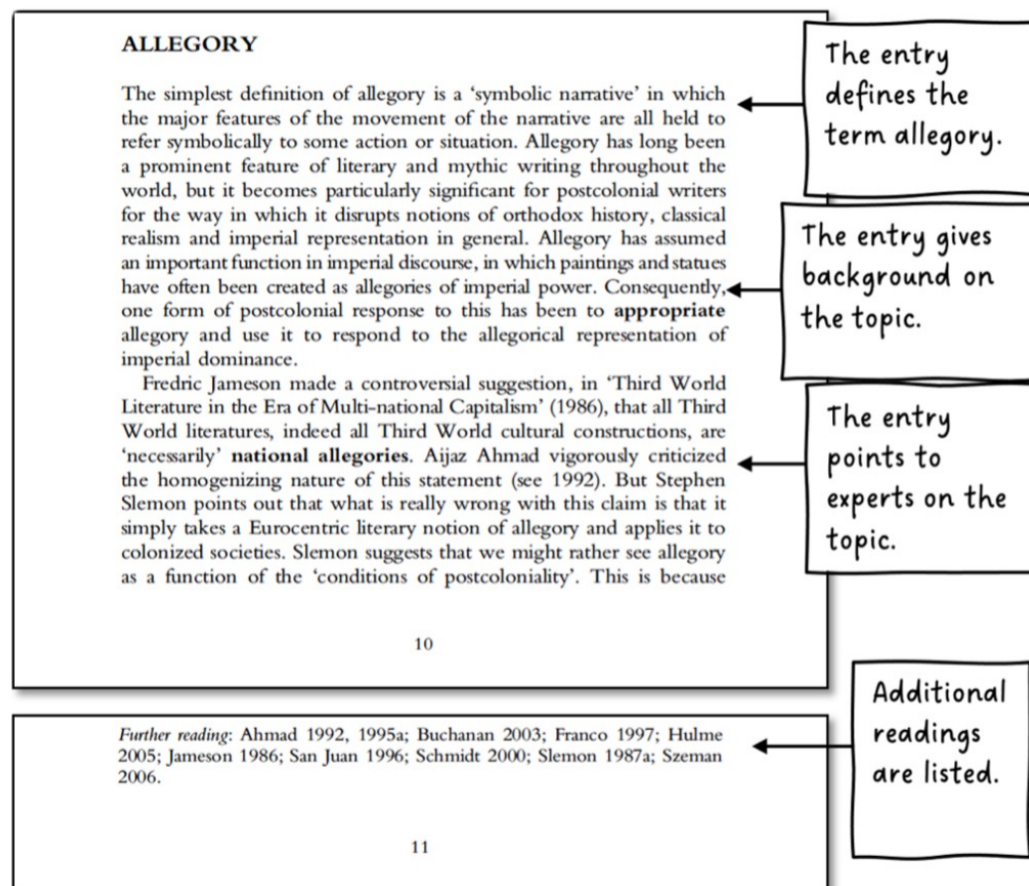 ALLEGORY
The simplest definition of allegory is a ‘symbolic narrative’ in which
the major features of the movement of the narrative are all held to
refer symbolically to some action or situation. Allegory has long been
a prominent feature of literary and mythic writing throughout the
world, but it becomes particularly significant for postcolonial writers
for the way in which it disrupts notions of orthodox history, classical
realism and imperial representation in general. Allegory has assumed
an important function in imperial discourse, in which paintings and statues
have often been created as allegories of imperial power. Consequently,
one form of postcolonial response to this has been to appropriate
allegory and use it to respond to the allegorical representation of
imperial dominance.
Fredric Jameson made a controversial suggestion, in ‘Third World
Literature in the Era of Multi-national Capitalism’ (1986), that all Third
World literatures, indeed all Third World cultural constructions, are
‘necessarily’ national allegories. Aijaz Ahmad vigorously criticized
the homogenizing nature of this statement (see 1992). But Stephen
Slemon points out that what is really wrong with this claim is that it
simply takes a Eurocentric literary notion of allegory and applies it to
colonized societies. Slemon suggests that we might rather see allegory
as a function of the ‘conditions of postcoloniality’. This is because
10
The entry
defines the
term allegory.
The entry gives
background on
the topic.
The entry
points to
experts on the
topic.
Further reading: Ahmad 1992, 1995a; Buchanan 2003; Franco 1997; Hulme
2005; Jameson 1986; San Juan 1996; Schmidt 2000; Slemon 1987a; Szeman
2006.
11
Additional
readings
are listed.